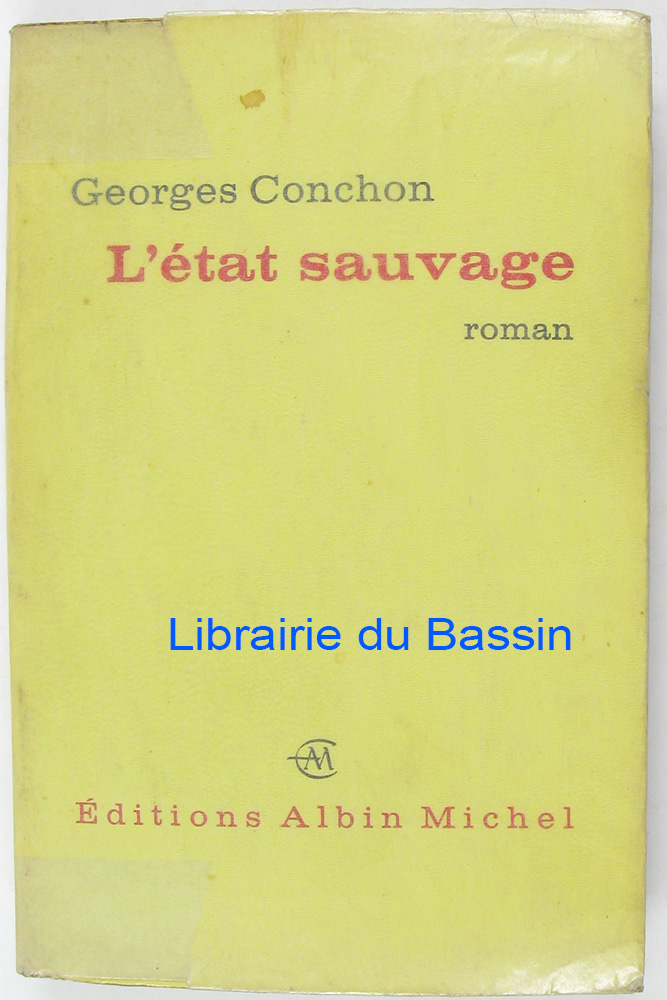 Georges Conchon
L'état sauvage
roman
Librairie du Bassin
AM
Éditions Albin Michel